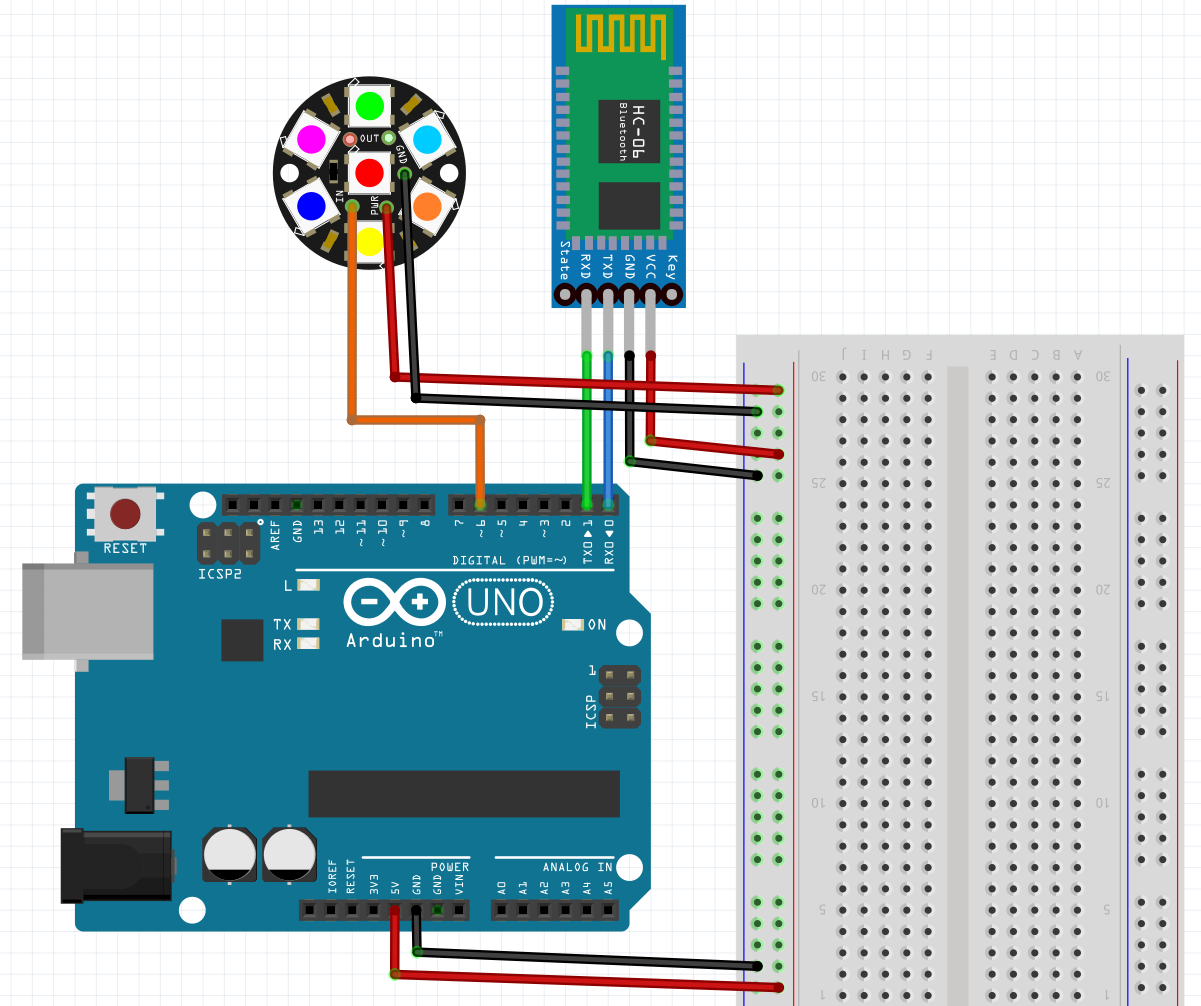 HC-06
Bluetooth
OUT
GND
IN
PWR
State
RXD
TXD
GND
VCC
Key
J I H G F E D C B A
30 30
25 25
20 20
15 15
10 10
5 5
1 1
RESET
ICSP2
AREF
GND
13
12
~11
~10
~9
8
7
~6
~5
4
~3
2
TX0▶1
RX0◀0
DIGITAL (PWM=~)
L
TX
RX
UNO
Arduino™
ON
1
ICSP
POWER
ANALOG IN
IOREF
RESET
3V3
5V
GND
GND
VIN
A0
A1
A2
A3
A4
A5